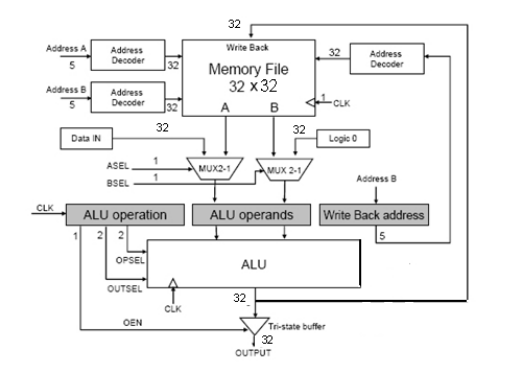 32
Write Back
Address A
5
Address
Decoder
32
Memory File
32 x 32
A B
32
Address
Decoder
Address B
5
Address
Decoder
32
1
CLK
Data IN
32
32
Logic 0
ASEL
1
MUX2-1
BSEL
1
MUX 2-1
Address B
CLK
ALU operation
ALU operands
Write Back address
1
2
2
5
OPSEL
ALU
OUTSEL
CLK
32
OEN
Tri-state buffer
32
OUTPUT